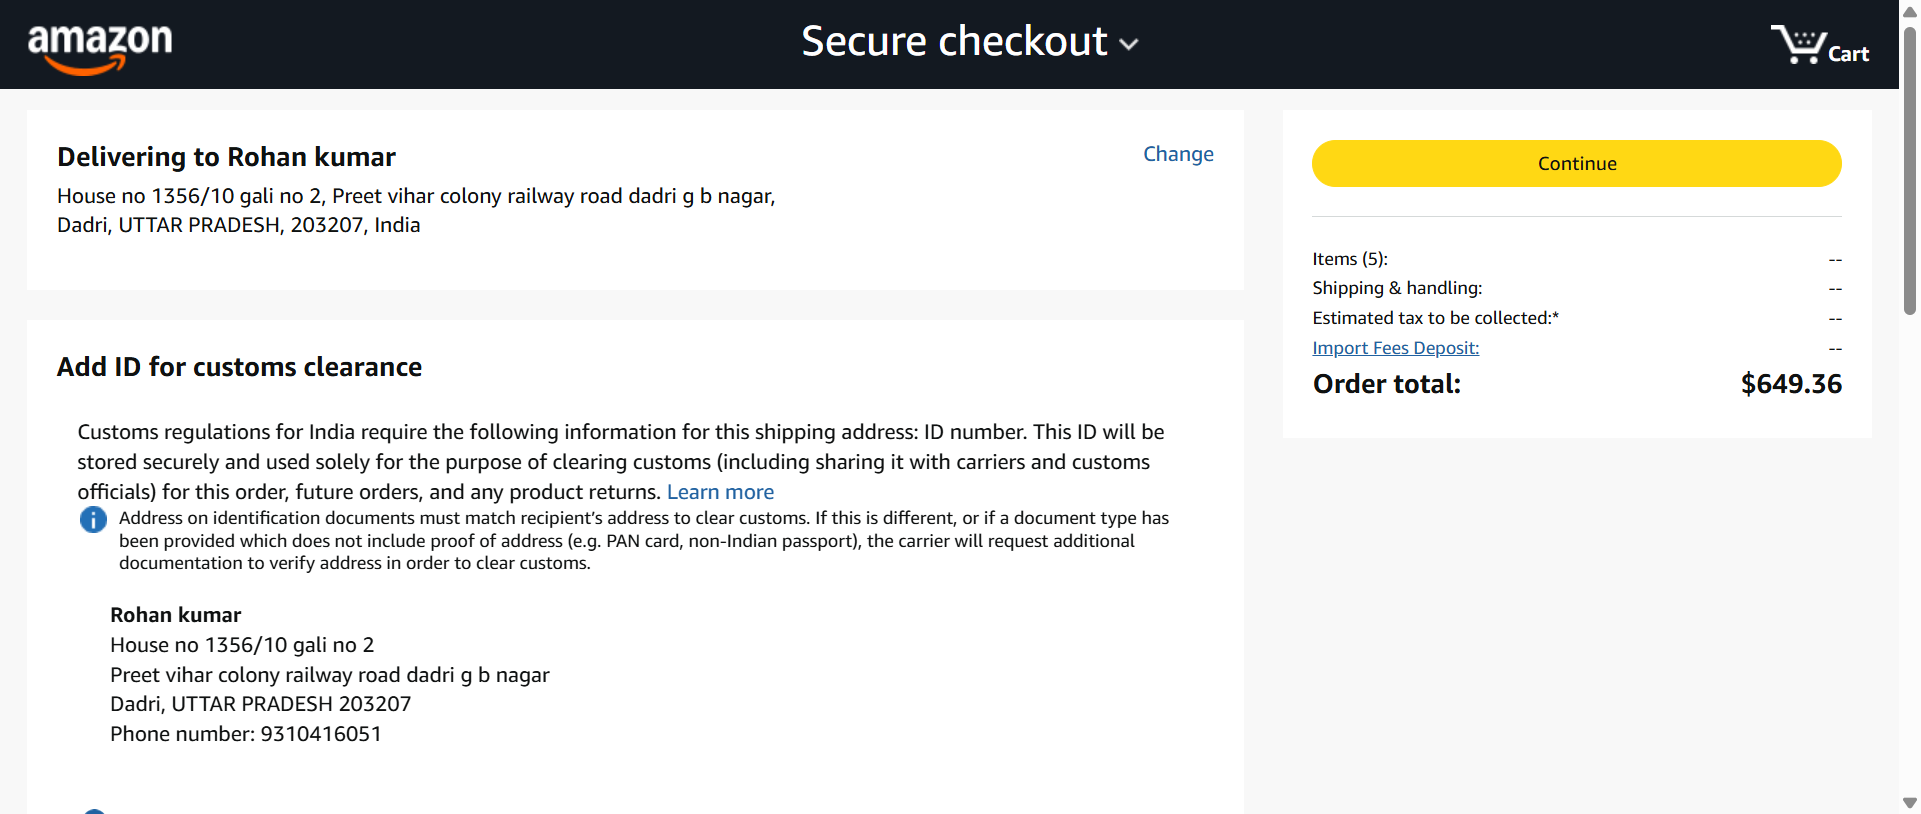 amazon
Secure checkout
Cart
Delivering to Rohan kumar
Change
House no 1356/10 gali no 2, Preet vihar colony railway road dadri g b nagar,
Dadri, UTTAR PRADESH, 203207, India
Add ID for customs clearance
Customs regulations for India require the following information for this shipping address: ID number. This ID will be
stored securely and used solely for the purpose of clearing customs (including sharing it with carriers and customs
officials) for this order, future orders, and any product returns. Learn more
Address on identification documents must match recipient’s address to clear customs. If this is different, or if a document type has
been provided which does not include proof of address (e.g. PAN card, non-Indian passport), the carrier will request additional
documentation to verify address in order to clear customs.
Rohan kumar
House no 1356/10 gali no 2
Preet vihar colony railway road dadri g b nagar
Dadri, UTTAR PRADESH 203207
Phone number: 9310416051
Continue
Items (5): --
Shipping & handling: --
Estimated tax to be collected:* --
Import Fees Deposit: --
Order total: $649.36